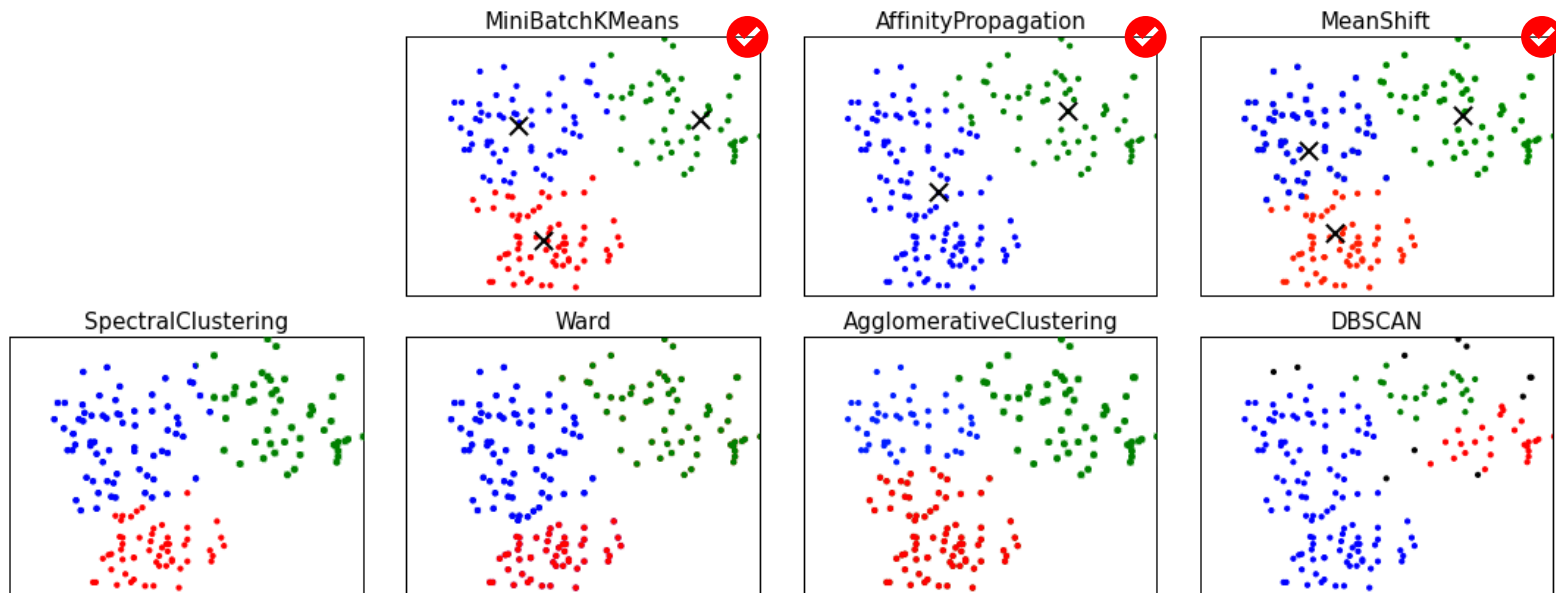 MiniBatchKMeans
AffinityPropagation
MeanShift
SpectralClustering
Ward
AgglomerativeClustering
DBSCAN